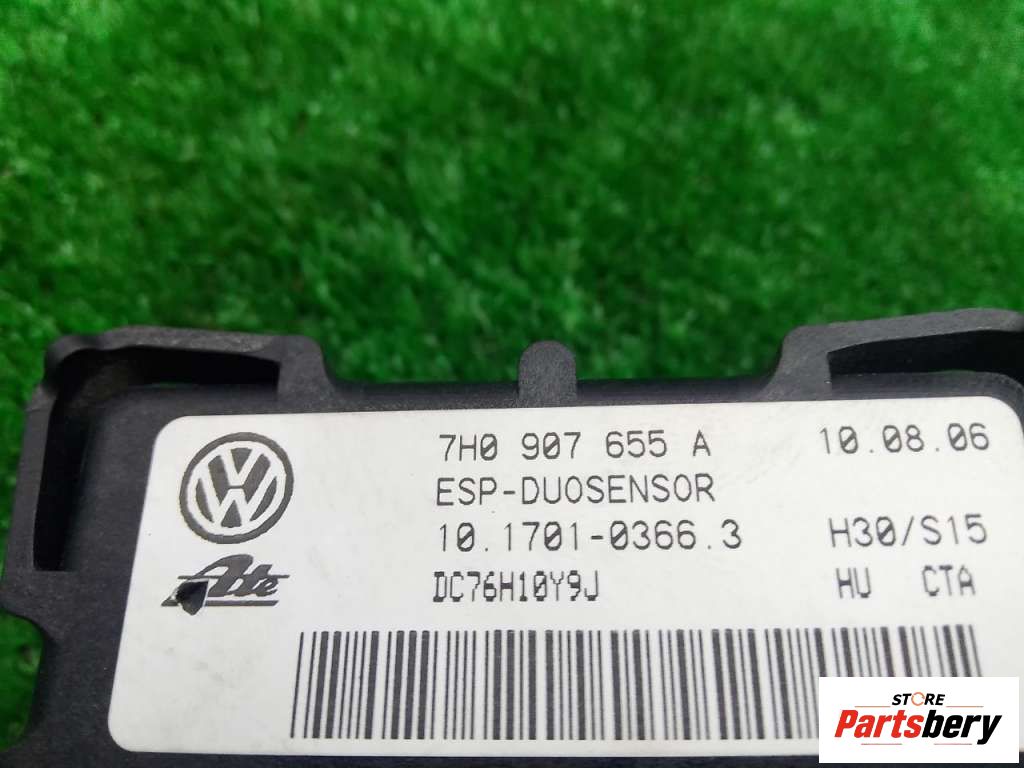 7H0 907 655 A 10.08.06
ESP-DUOSENSOR
10.1701-0366.3 H30/S15
Ate DC76H10Y9J HU CTA
STORE
Partsbery